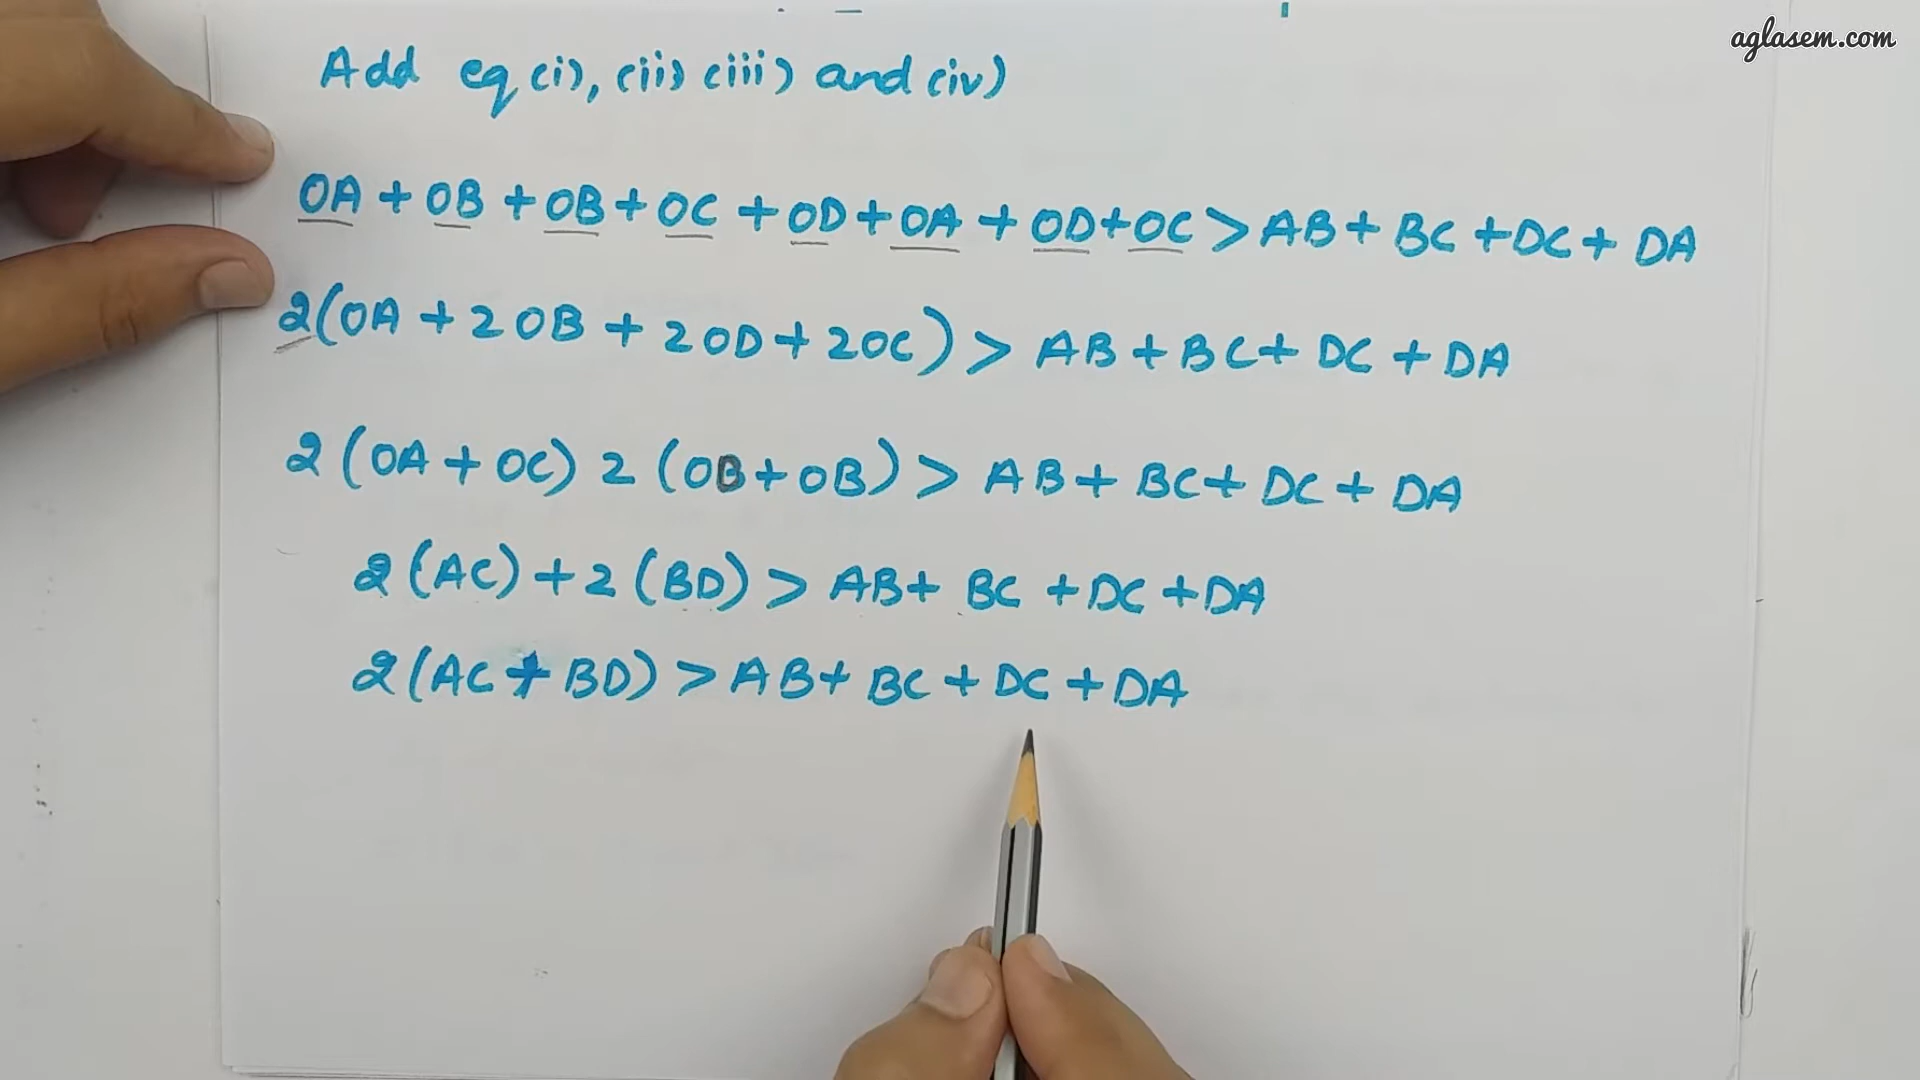 aglasem.com
Add eq (i), (ii) (iii) and (iv)
OA + OB + OB + OC + OD + OA + OD + OC > AB + BC + DC + DA
2(OA + 2OB + 2OD + 2OC) > AB + BC + DC + DA
2(OA + OC) 2(OD + OB) > AB + BC + DC + DA
2(AC) + 2(BD) > AB + BC + DC + DA
2(AC + BD) > AB + BC + DC + DA